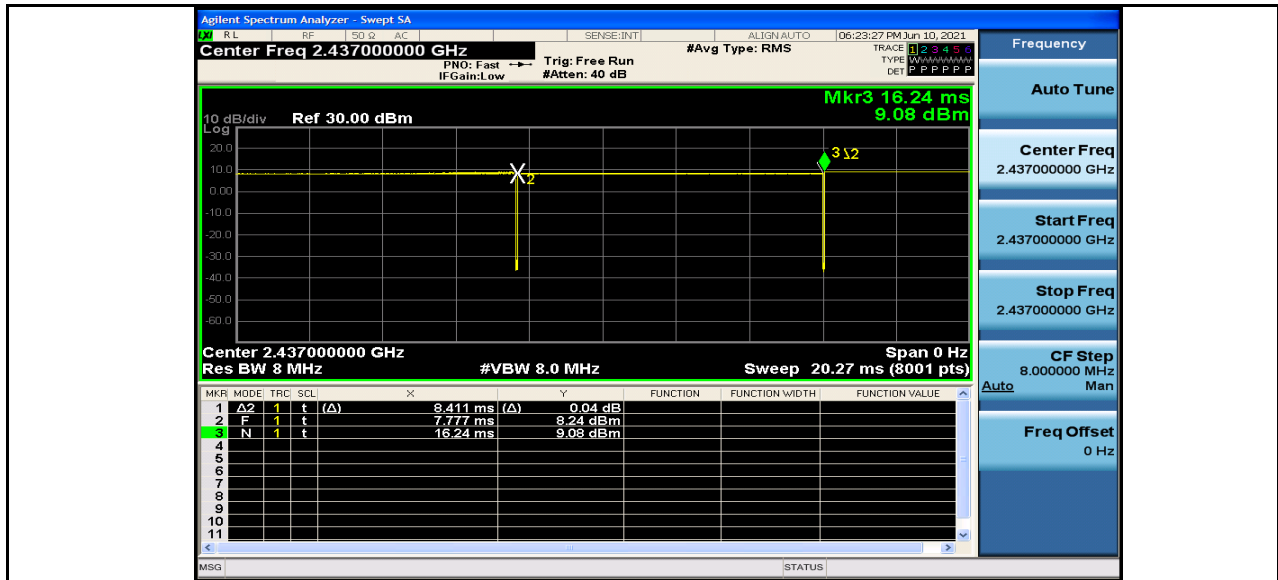 Agilent Spectrum Analyzer - Swept SA
LXI RL RF 50 Ω AC SENSE:INT ALIGN AUTO 06:23:27 PM Jun 10, 2021
Center Freq 2.437000000 GHz
PNO: Fast
IFGain:Low
Trig: Free Run
#Atten: 40 dB
#Avg Type: RMS
TRACE 1 2 3 4 5 6
TYPE W
DET P P P P P P
Mkr3 16.24 ms
9.08 dBm
10 dB/div Ref 30.00 dBm
Log
20.0
10.0
0.00
-10.0
-20.0
-30.0
-40.0
-50.0
-60.0
2
3 Δ2
Center 2.437000000 GHz Span 0 Hz
Res BW 8 MHz #VBW 8.0 MHz Sweep 20.27 ms (8001 pts)
MKR MODE TRC SCL X Y FUNCTION FUNCTION WIDTH FUNCTION VALUE
1 Δ2 1 t (Δ) 8.411 ms (Δ) 0.04 dB
2 F 1 t 7.777 ms 8.24 dBm
3 N 1 t 16.24 ms 9.08 dBm
4
5
6
7
8
9
10
11
MSG STATUS
Frequency
Auto Tune
Center Freq
2.437000000 GHz
Start Freq
2.437000000 GHz
Stop Freq
2.437000000 GHz
CF Step
8.000000 MHz
Auto Man
Freq Offset
0 Hz